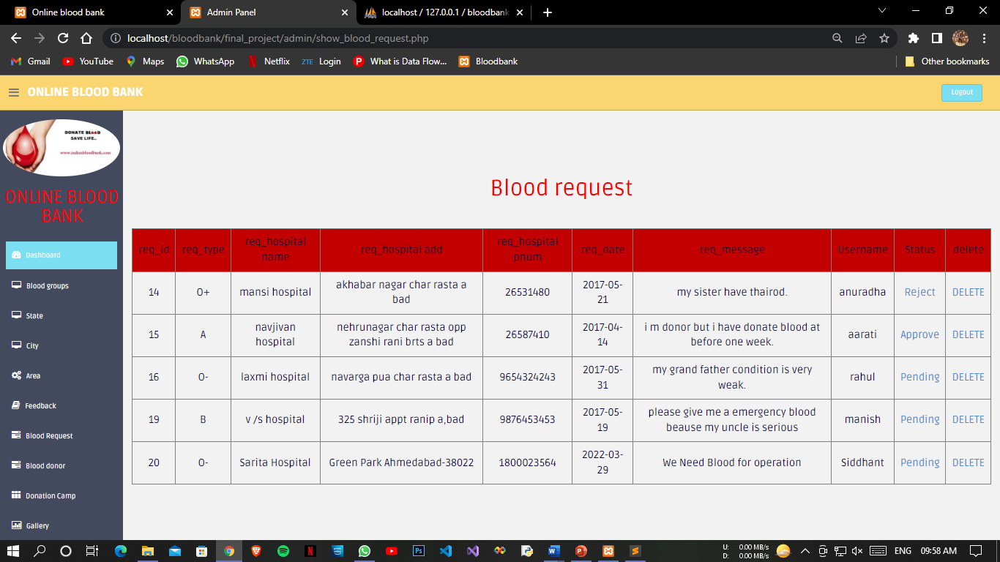 Online blood bank
Admin Panel
localhost / 127.0.0.1 / bloodbank
localhost/bloodbank/final_project/admin/show_blood_request.php
Gmail
YouTube
Maps
WhatsApp
Netflix
ZTE Login
What is Data Flow...
Bloodbank
Other bookmarks
ONLINE BLOOD BANK
Logout
DONATE BLOOD
SAVE LIFE..
www.indianbloodbank.com
ONLINE BLOOD
BANK
Dashboard
Blood groups
State
City
Area
Feedback
Blood Request
Blood donor
Donation Camp
Gallery
Blood request
req_id req_type req_hospital name req_hospital add req_hospital pnum req_date req_message Username Status delete
14 O+ mansi hospital akhabar nagar char rasta a bad 26531480 2017-05-21 my sister have thairod. anuradha Reject DELETE
15 A navjivan hospital nehrunagar char rasta opp zanshi rani brts a bad 26587410 2017-04-14 i m donor but i have donate blood at before one week. aarati Approve DELETE
16 O- laxmi hospital navarga pua char rasta a bad 9654324243 2017-05-31 my grand father condition is very weak. rahul Pending DELETE
19 B v /s hospital 325 shriji appt ranip a,bad 9876453453 2017-05-19 please give me a emergency blood beause my uncle is serious manish Pending DELETE
20 O- Sarita Hospital Green Park Ahmedabad-38022 1800023564 2022-03-29 We Need Blood for operation Siddhant Pending DELETE
U: 0.00 MB/s
D: 0.00 MB/s
ENG
09:58 AM